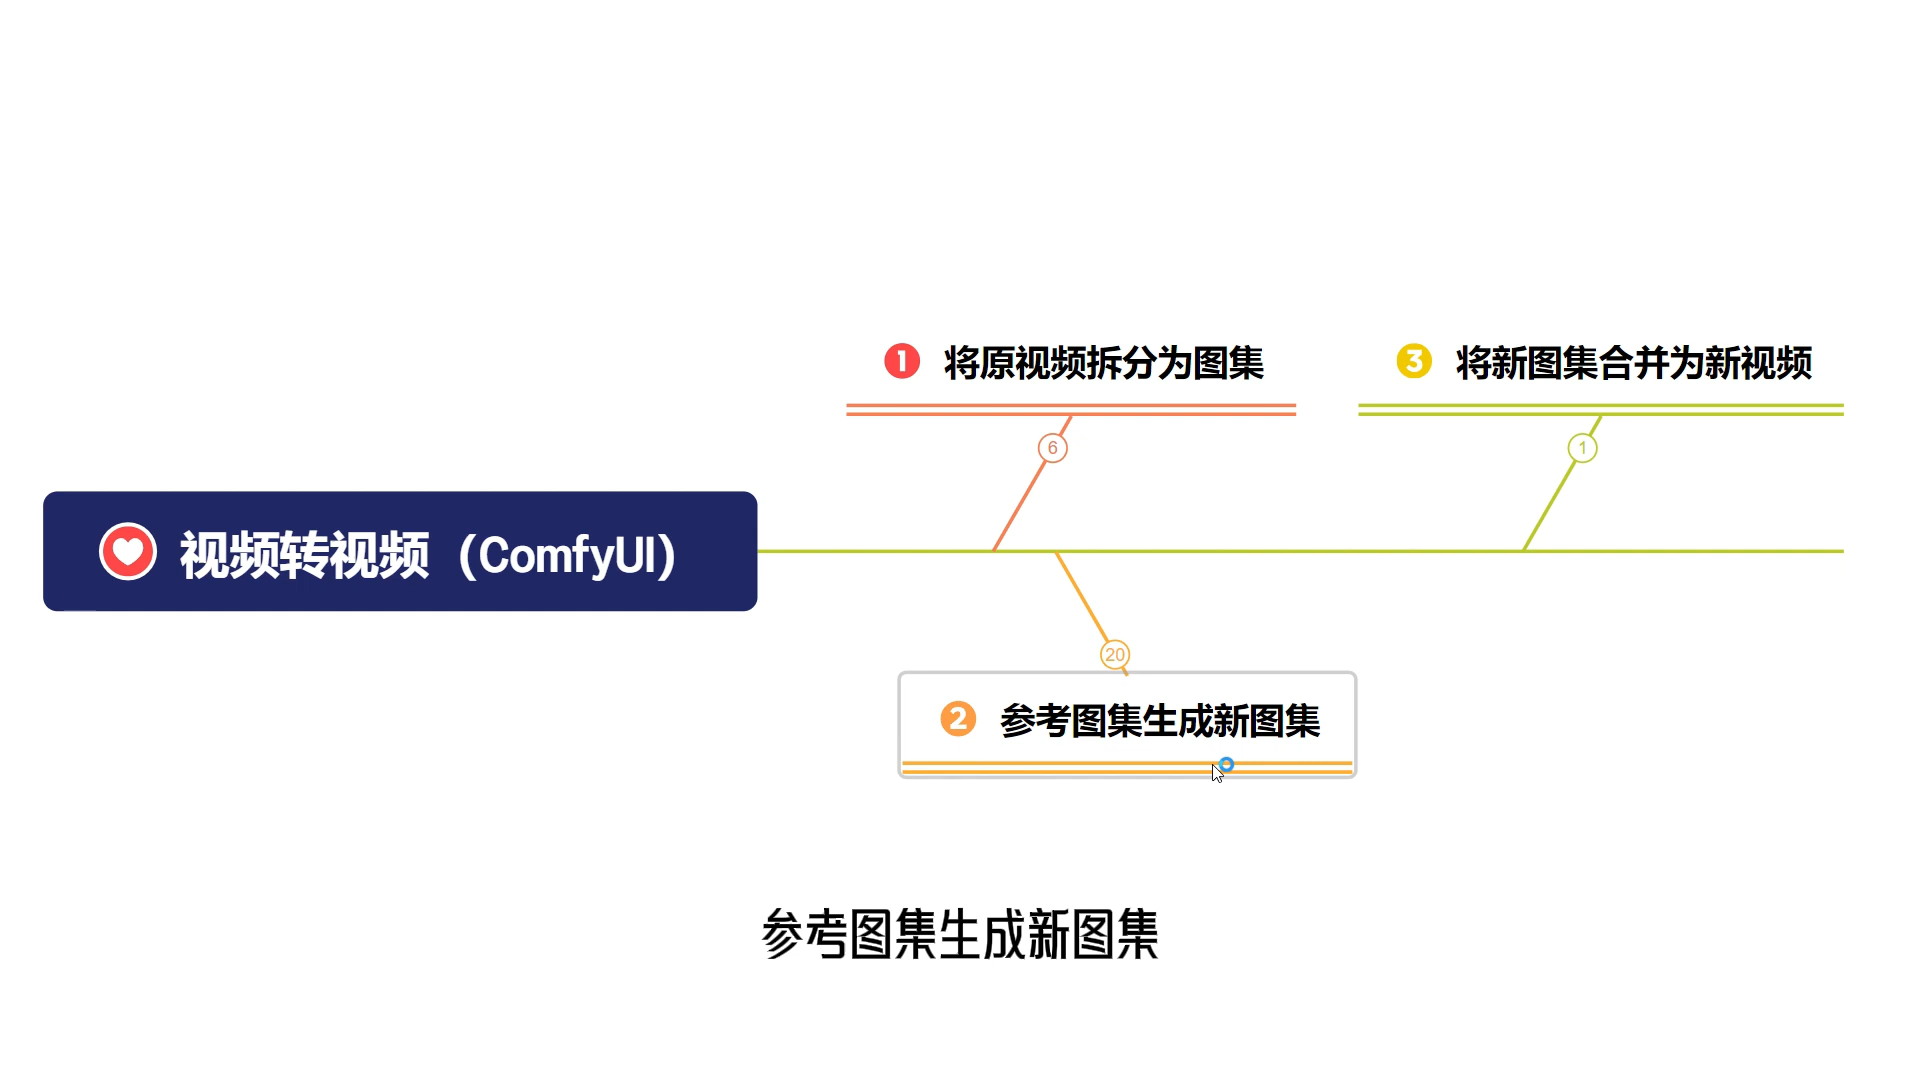 1 将原视频拆分为图集
3 将新图集合并为新视频
6
1
视频转视频（ComfyUI）
20
2 参考图集生成新图集
参考图集生成新图集